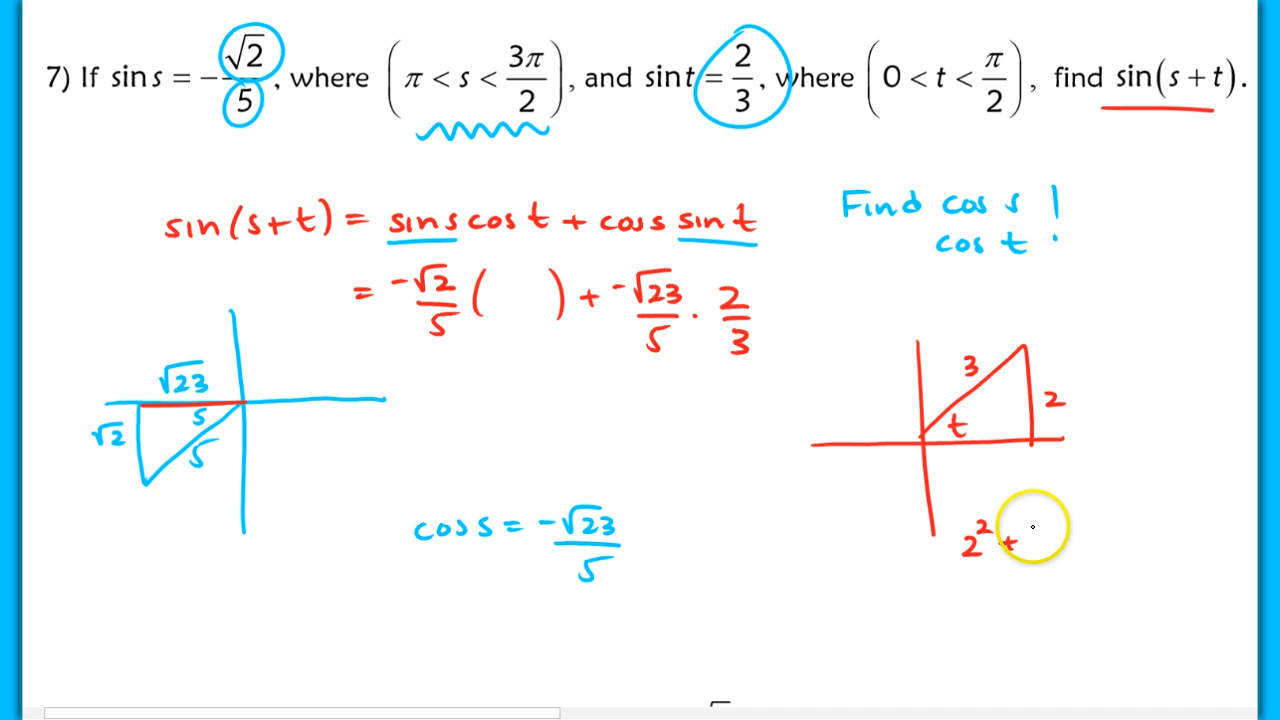 7) If sin s = −√2/5, where (π < s < 3π/2), and sin t = 2/3, where (0 < t < π/2), find sin(s + t).
sin(s+t) = sin s cos t + cos s sin t
Find cos s !
cos t
= -√2/5 ( ) + -√23/5 · 2/3
√23
√2
s
5
3
2
t
cos s = -√23/5
2² +